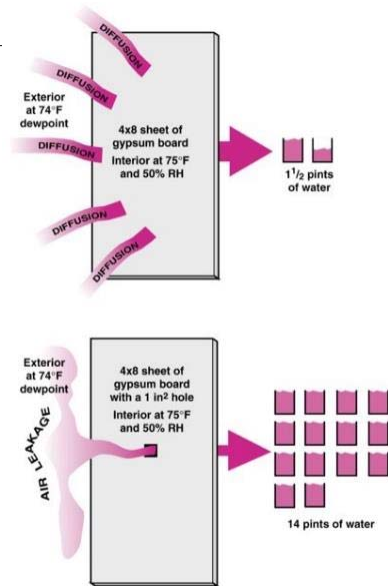 DIFFUSION
DIFFUSION
Exterior
at 74°F
dewpoint
DIFFUSION
DIFFUSION
DIFFUSION
4x8 sheet of
gypsum board
Interior at 75°F
and 50% RH
1 1/2 pints
of water
Exterior
at 74°F
dewpoint
AIR LEAKAGE
4x8 sheet of
gypsum board
with a 1 in² hole
Interior at 75°F
and 50% RH
14 pints of water